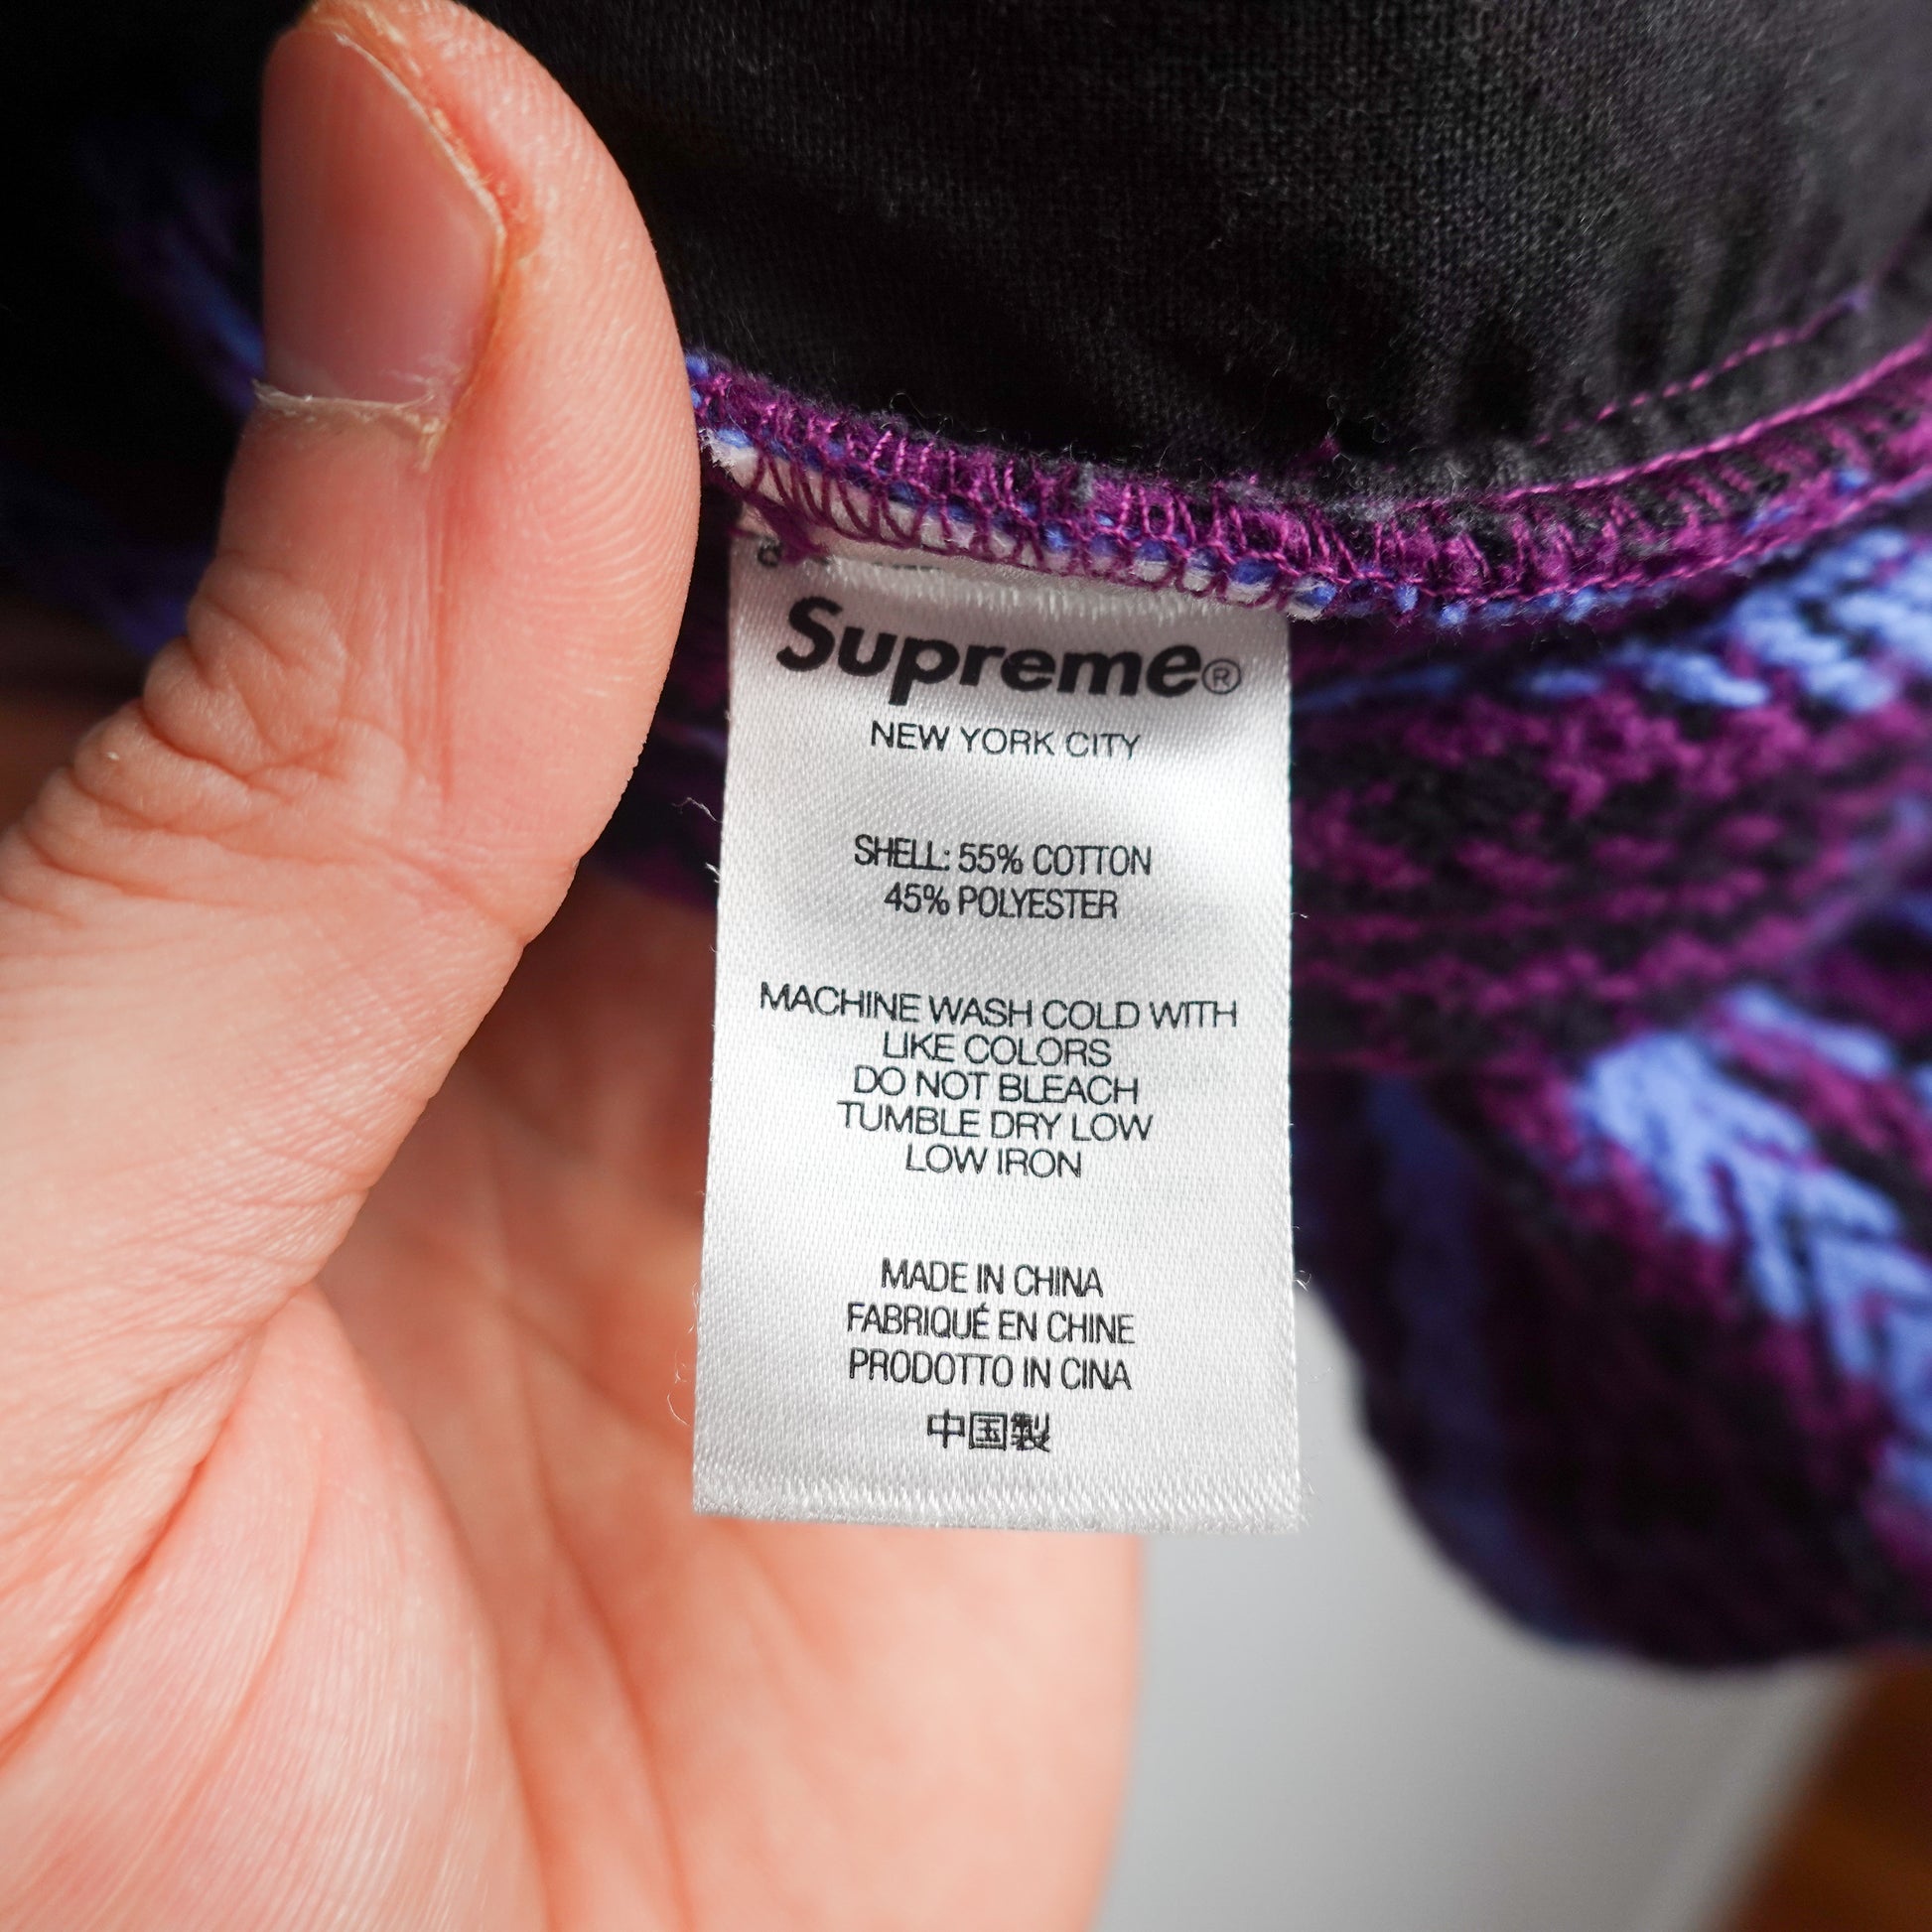 Supreme®
NEW YORK CITY
SHELL: 55% COTTON
45% POLYESTER
MACHINE WASH COLD WITH
LIKE COLORS
DO NOT BLEACH
TUMBLE DRY LOW
LOW IRON
MADE IN CHINA
FABRIQUÉ EN CHINE
PRODOTTO IN CINA
中国製